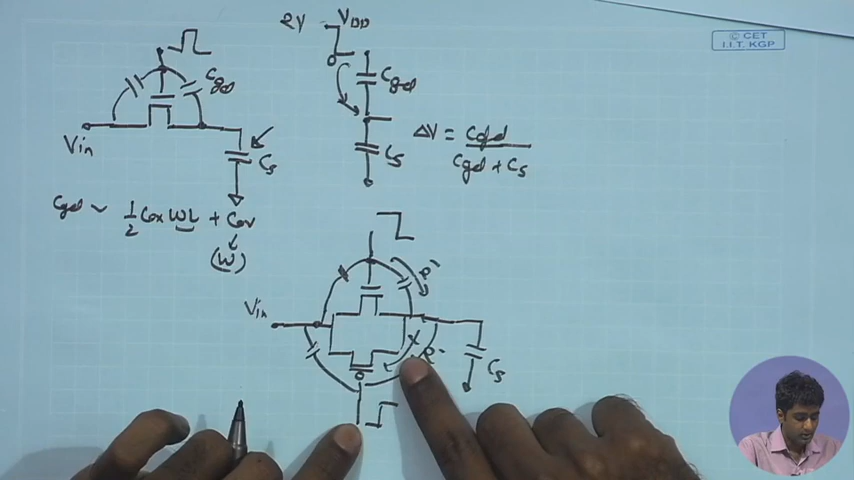 © CET
I.I.T. KGP
2V
VDD
Cgd
Vin
Cs
Cgd
Cs
ΔV = Cgd / Cgd + Cs
Cgd ~ 1/2 Cox WL + Cov
(W)
Vin
e⁻
e⁻
Cs